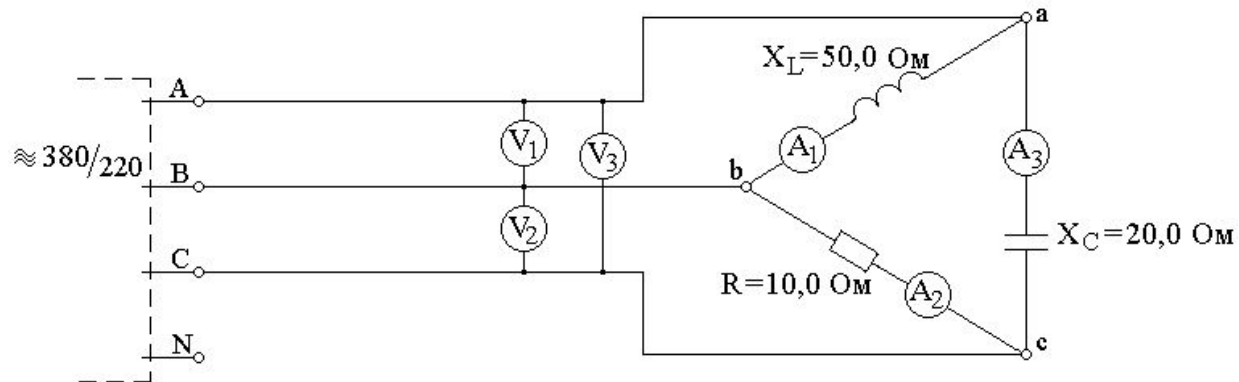 a
X_L=50,0 Ом
A
V₁
V₃
A₁
A₃
≈ 380/220
B
b
V₂
X_C=20,0 Ом
C
R=10,0 Ом
A₂
N
c